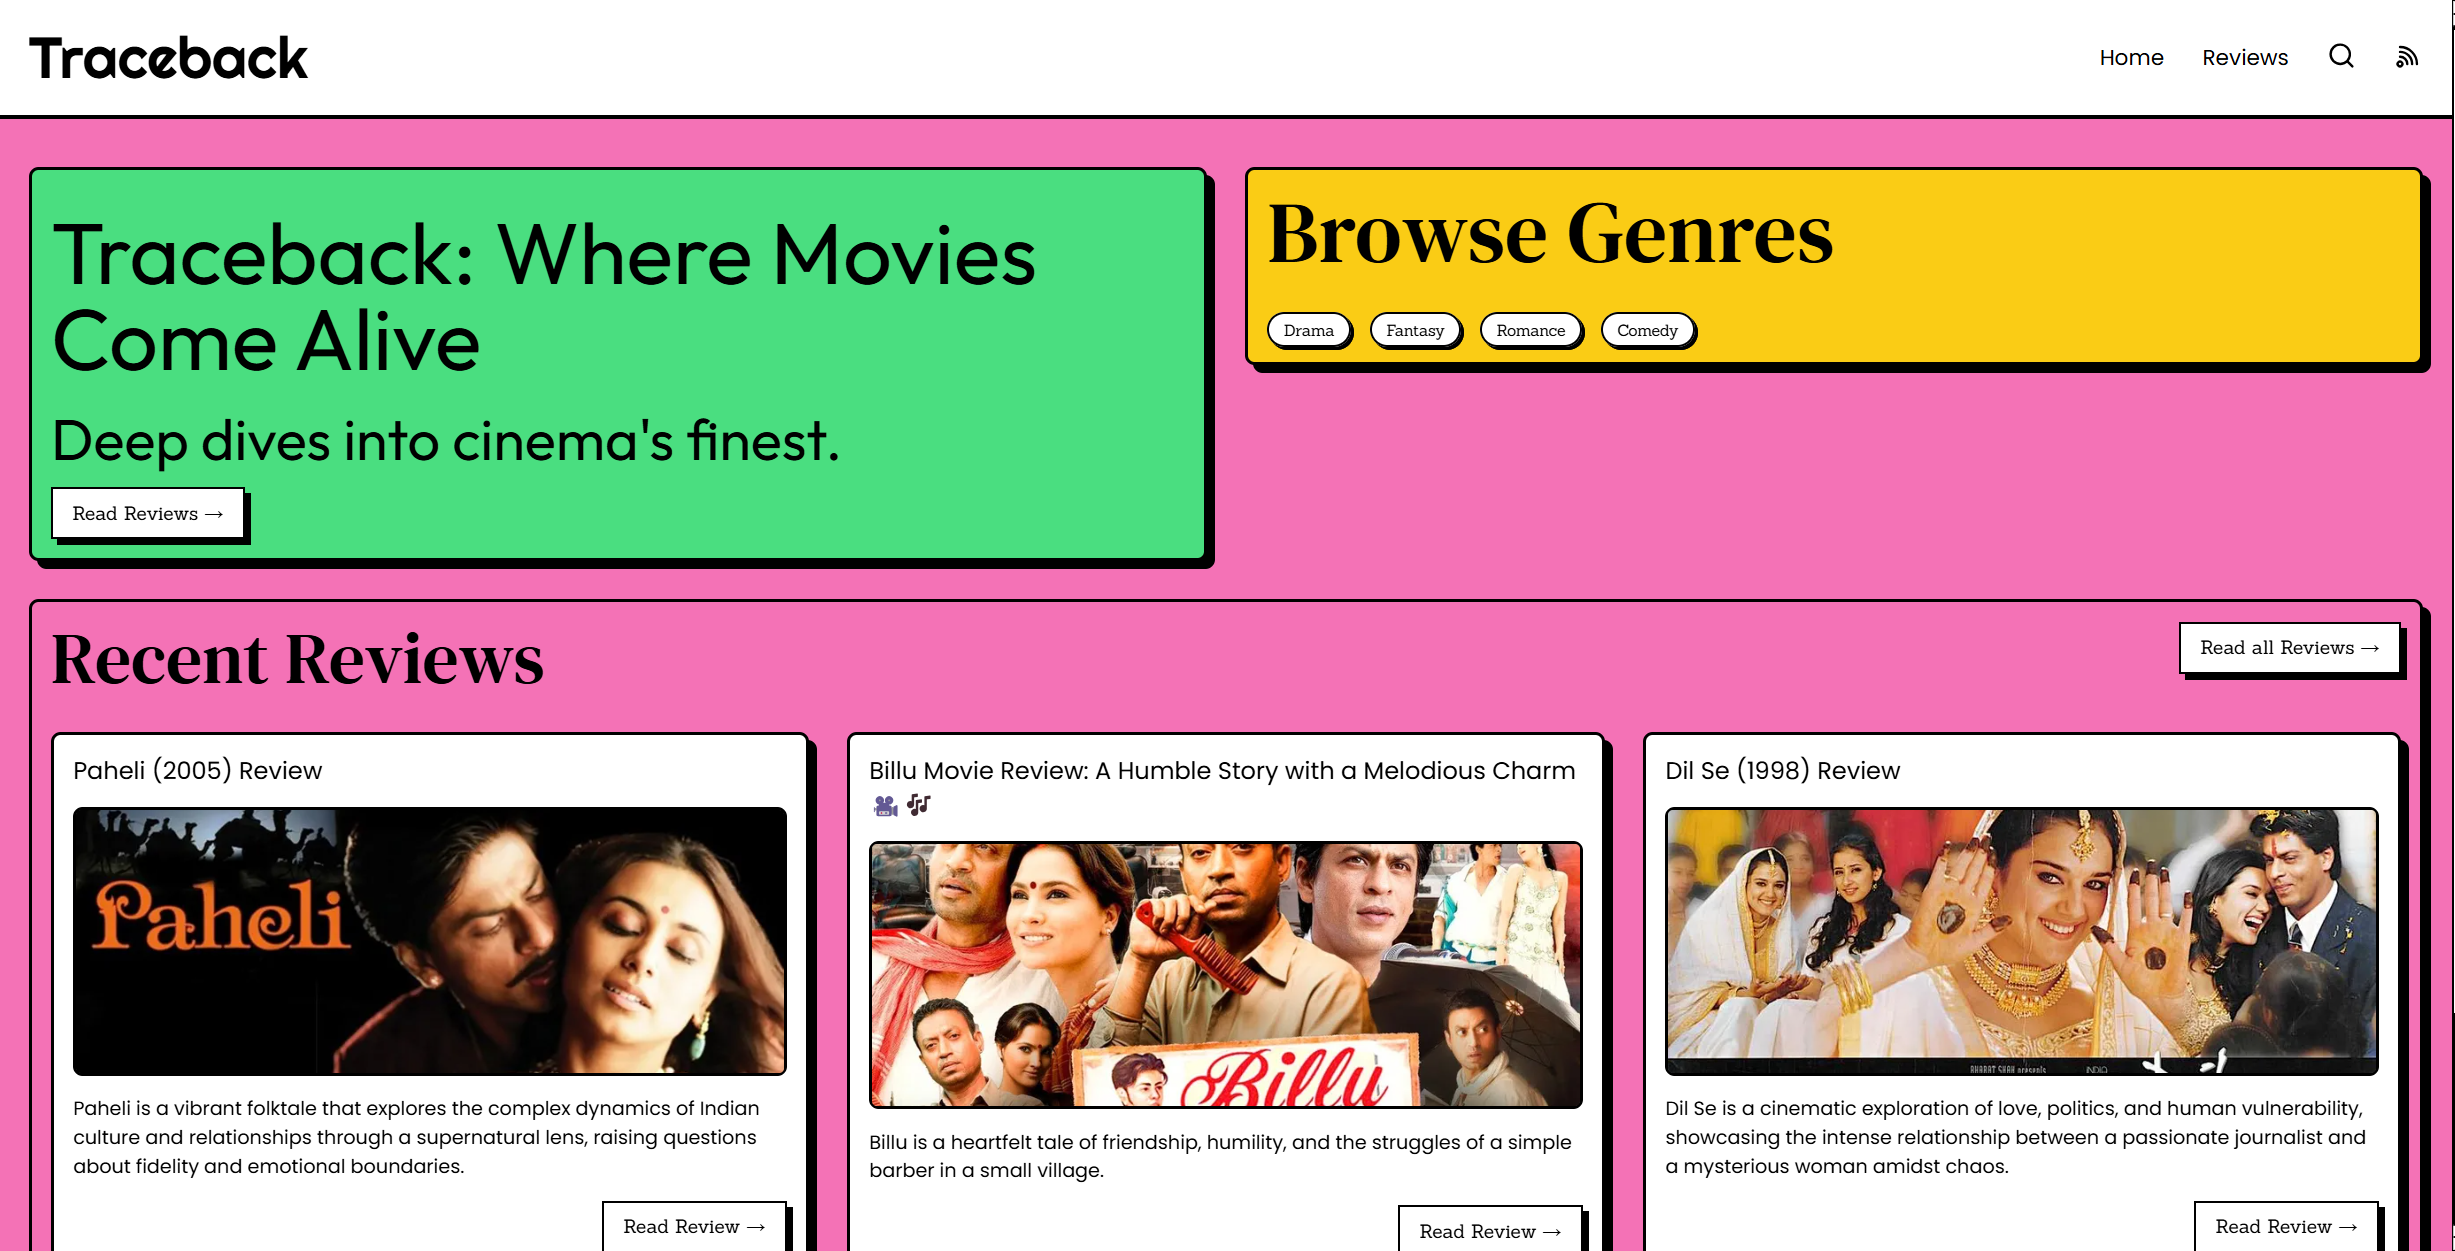 Traceback
Home
Reviews
Traceback: Where Movies
Come Alive
Deep dives into cinema's finest.
Read Reviews →
Browse Genres
Drama
Fantasy
Romance
Comedy
Recent Reviews
Read all Reviews →
Paheli (2005) Review
Paheli
Paheli is a vibrant folktale that explores the complex dynamics of Indian
culture and relationships through a supernatural lens, raising questions
about fidelity and emotional boundaries.
Read Review →
Billu Movie Review: A Humble Story with a Melodious Charm
🎥 🎶
Billu
Billu is a heartfelt tale of friendship, humility, and the struggles of a simple
barber in a small village.
Read Review →
Dil Se (1998) Review
BHARAT SHAH presents
INDIA
Dil Se is a cinematic exploration of love, politics, and human vulnerability,
showcasing the intense relationship between a passionate journalist and
a mysterious woman amidst chaos.
Read Review →